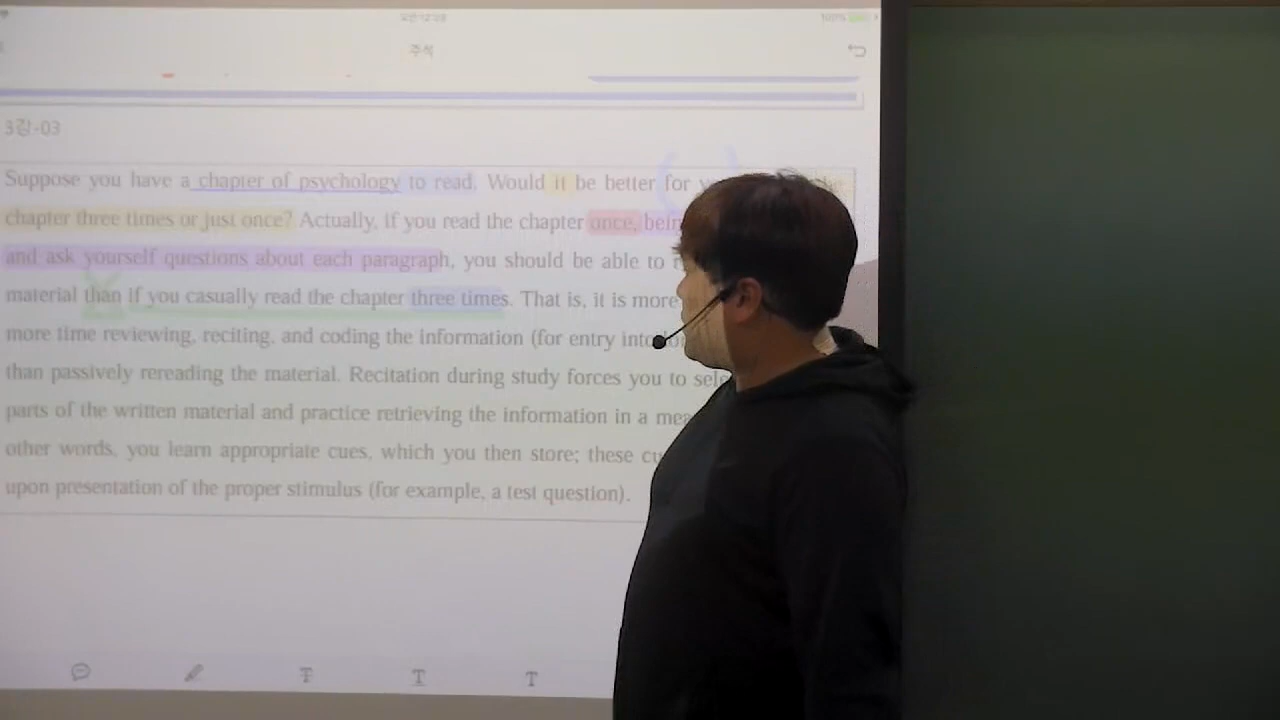 주석
100%
3강-03
Suppose you have a chapter of psychology to read. Would it be better for
chapter three times or just once? Actually, if you read the chapter once,
and ask yourself questions about each paragraph, you should be able to
material than if you casually read the chapter three times. That is, it is more
more time reviewing, reciting, and coding the information (for entry into
than passively rereading the material. Recitation during study forces you to
parts of the written material and practice retrieving the information in a
other words, you learn appropriate cues, which you then store; these
upon presentation of the proper stimulus (for example, a test question).
T
T
T